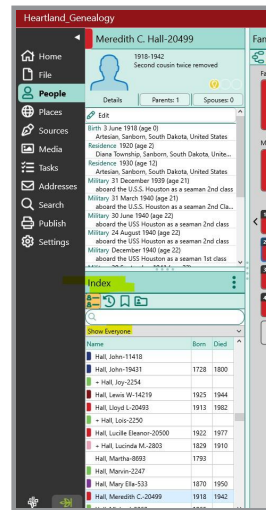 Heartland_Genealogy
Home
File
People
Places
Sources
Media
Tasks
Addresses
Search
Publish
Settings
Meredith C. Hall-20499
1918-1942
Second cousin twice removed
Details
Parents: 1
Spouses: 0
Edit
Birth 3 June 1918 (age 0)
Artesian, Sanborn, South Dakota, United States
Residence 1920 (age 2)
Diana Township, Sanborn, South Dakota, Unite...
Residence 1930 (age 12)
Artesian, Sanborn, South Dakota, United States
Military 31 December 1939 (age 21)
aboard the U.S.S. Houston as a seaman 2nd class
Military 31 March 1940 (age 21)
aboard the USS Houston as a seaman 2nd Cla...
Military 30 June 1940 (age 22)
aboard the USS Houston as a seaman 2nd class
Military 24 August 1940 (age 22)
aboard the USS Houston as a seaman 2nd class
Military December 1940 (age 22)
aboard the USS Houston as a seaman 1st class
Index
Show Everyone
Name Born Died
Hall, John-11418
Hall, John-19431 1728 1800
+ Hall, Joy-2254
Hall, Lewis W-14219 1925 1944
Hall, Lloyd L-20493 1913 1982
+ Hall, Lois-2250
Hall, Lucille Eleanor-20500 1922 1977
+ Hall, Lucinda M.-2803 1829 1910
Hall, Martha-8693 1793
Hall, Marvin-2247
Hall, Mary Ella-533 1870 1950
Hall, Meredith C.-20499 1918 1942
Fan